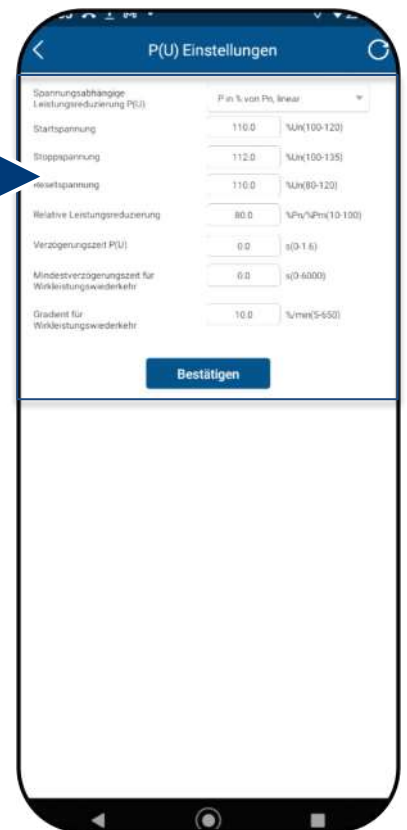 P(U) Einstellungen
Spannungsabhängige
Leistungsreduzierung P(U)
P in % von Pn, linear
Startspannung 110.0 %Un(100-120)
Stoppspannung 112.0 %Un(100-135)
Resetspannung 110.0 %Un(80-120)
Relative Leistungsreduzierung 80.0 %Pn/%Pm(10-100)
Verzögerungszeit P(U) 0.0 s(0-1.6)
Mindestverzögerungszeit für
Wirkleistungswiederkehr
0.0 s(0-6000)
Gradient für
Wirkleistungswiederkehr
10.0 %/min(5-650)
Bestätigen